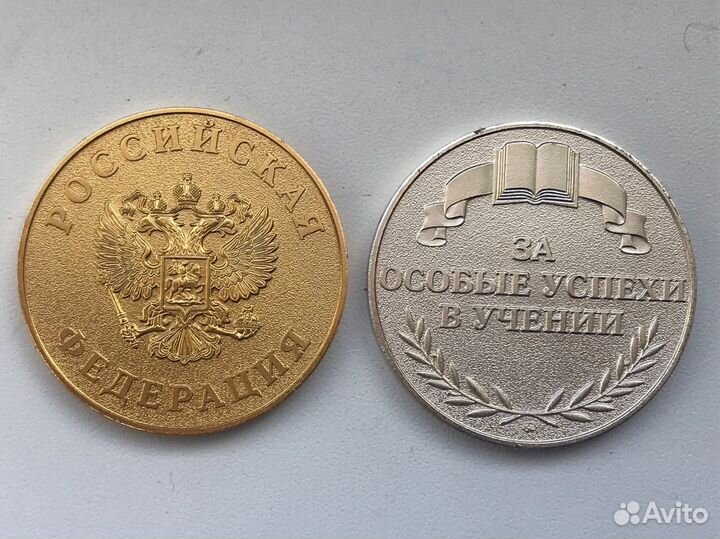 РОССИЙСКАЯ
ФЕДЕРАЦИЯ
ЗА
ОСОБЫЕ УСПЕХИ
В УЧЕНИИ
Avito